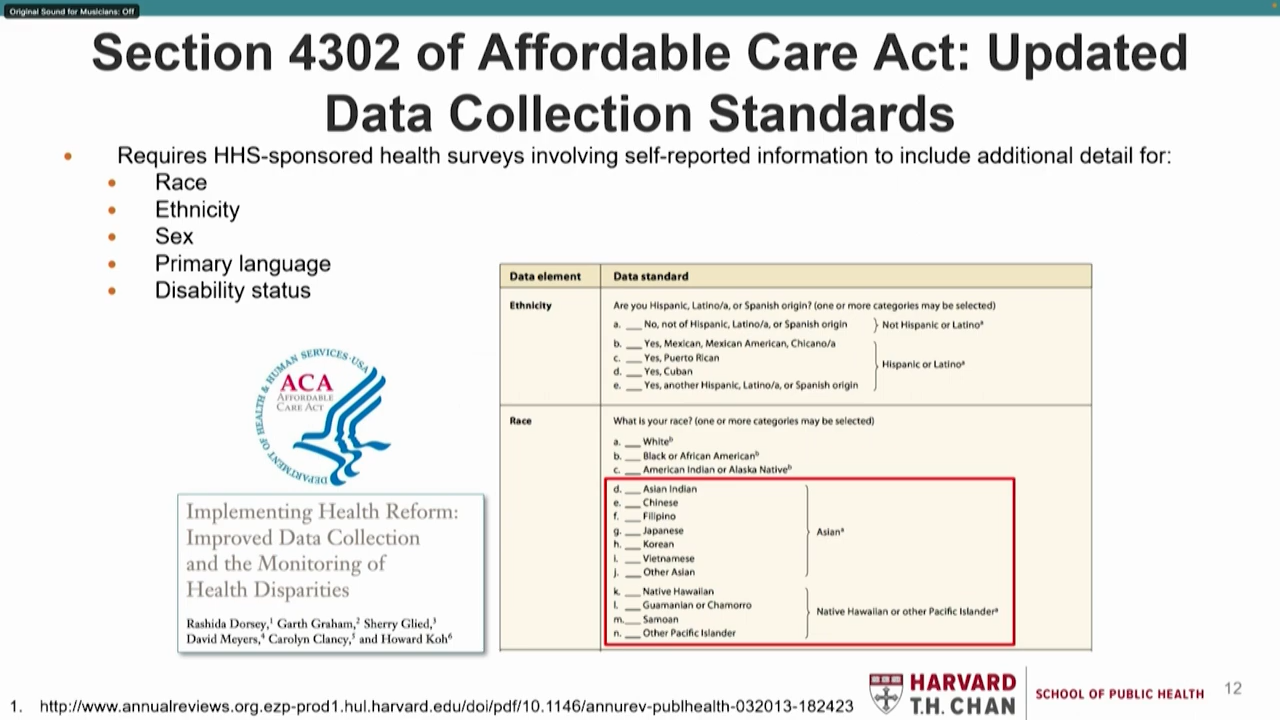 Original Sound for Musicians: Off
Section 4302 of Affordable Care Act: Updated
Data Collection Standards
• Requires HHS-sponsored health surveys involving self-reported information to include additional detail for:
• Race
• Ethnicity
• Sex
• Primary language
• Disability status
DEPARTMENT OF HEALTH & HUMAN SERVICES·USA
ACA
AFFORDABLE
CARE ACT
Implementing Health Reform:
Improved Data Collection
and the Monitoring of
Health Disparities
Rashida Dorsey,¹ Garth Graham,² Sherry Glied,³
David Meyers,⁴ Carolyn Clancy,⁵ and Howard Koh⁶
Data element Data standard
Ethnicity Are you Hispanic, Latino/a, or Spanish origin? (one or more categories may be selected)
a. ___ No, not of Hispanic, Latino/a, or Spanish origin } Not Hispanic or Latinoᵃ
b. ___ Yes, Mexican, Mexican American, Chicano/a
c. ___ Yes, Puerto Rican
Hispanic or Latinoᵃ
d. ___ Yes, Cuban
e. ___ Yes, another Hispanic, Latino/a, or Spanish origin
Race What is your race? (one or more categories may be selected)
a. ___ Whiteᵇ
b. ___ Black or African Americanᵇ
c. ___ American Indian or Alaska Nativeᵇ
d. ___ Asian Indian
e. ___ Chinese
f. ___ Filipino
g. ___ Japanese
Asianᵃ
h. ___ Korean
i. ___ Vietnamese
j. ___ Other Asian
k. ___ Native Hawaiian
l. ___ Guamanian or Chamorro
Native Hawaiian or other Pacific Islanderᵃ
m. ___ Samoan
n. ___ Other Pacific Islander
1. http://www.annualreviews.org.ezp-prod1.hul.harvard.edu/doi/pdf/10.1146/annurev-publhealth-032013-182423
HARVARD
T.H. CHAN
SCHOOL OF PUBLIC HEALTH
12